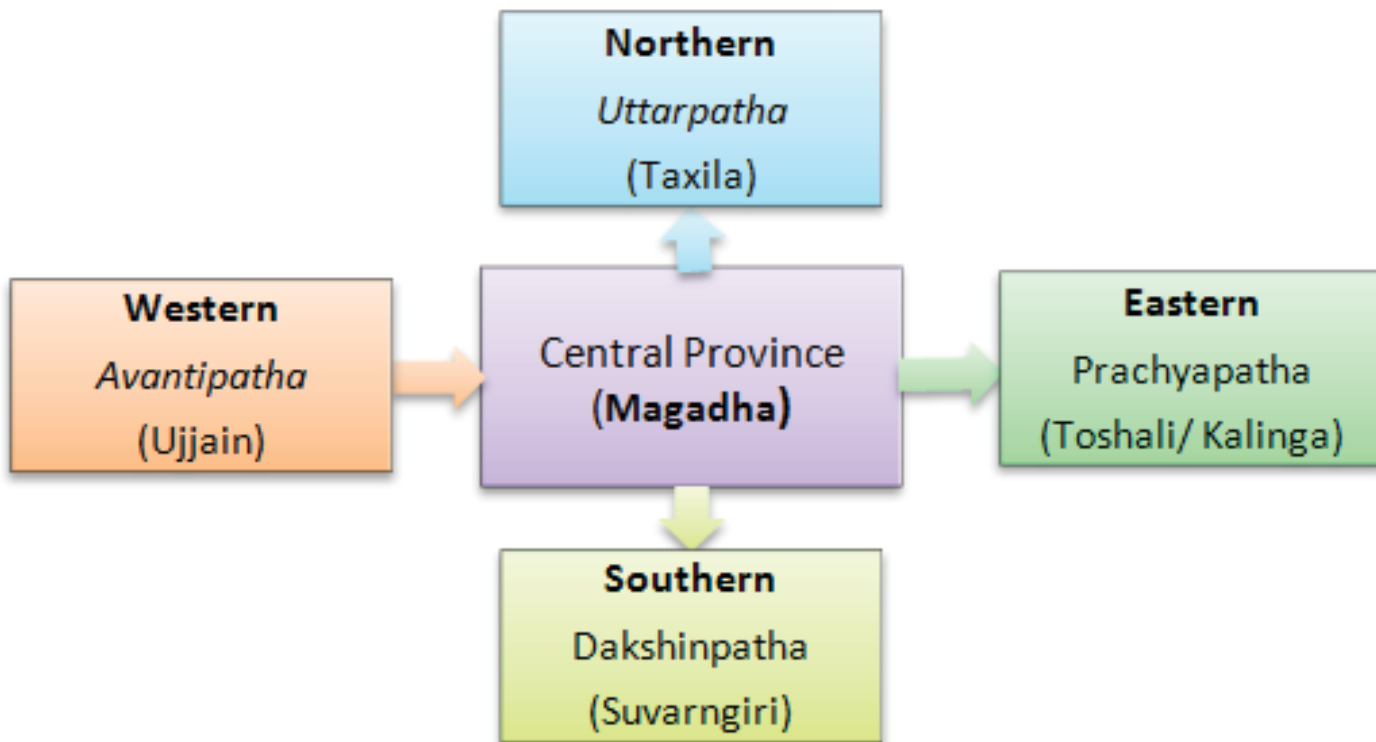 Northern
Uttarpatha
(Taxila)
Western
Avantipatha
(Ujjain)
Central Province
(Magadha)
Eastern
Prachyapatha
(Toshali/ Kalinga)
Southern
Dakshinpatha
(Suvarngiri)